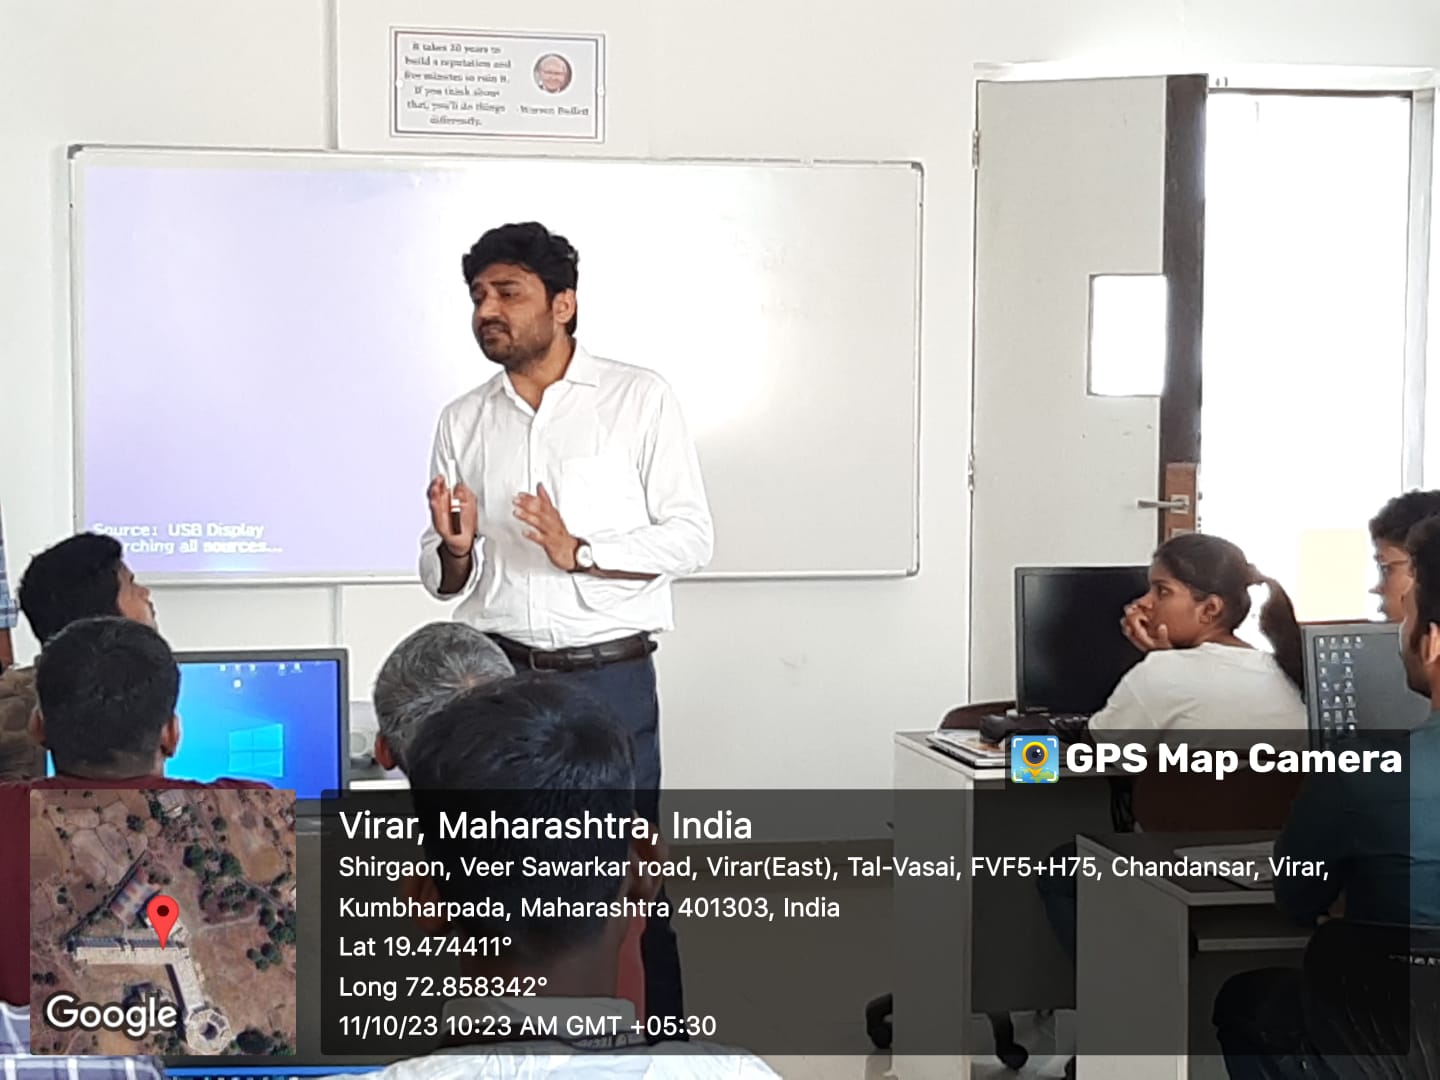 It takes 20 years to
build a reputation and
five minutes to ruin it.
If you think about
that, you'll do things
differently.
- Warren Buffett
Source: USB Display
rching all sources...
GPS Map Camera
Virar, Maharashtra, India
Shirgaon, Veer Sawarkar road, Virar(East), Tal-Vasai, FVF5+H75, Chandansar, Virar,
Kumbharpada, Maharashtra 401303, India
Lat 19.474411°
Long 72.858342°
11/10/23 10:23 AM GMT +05:30
Google